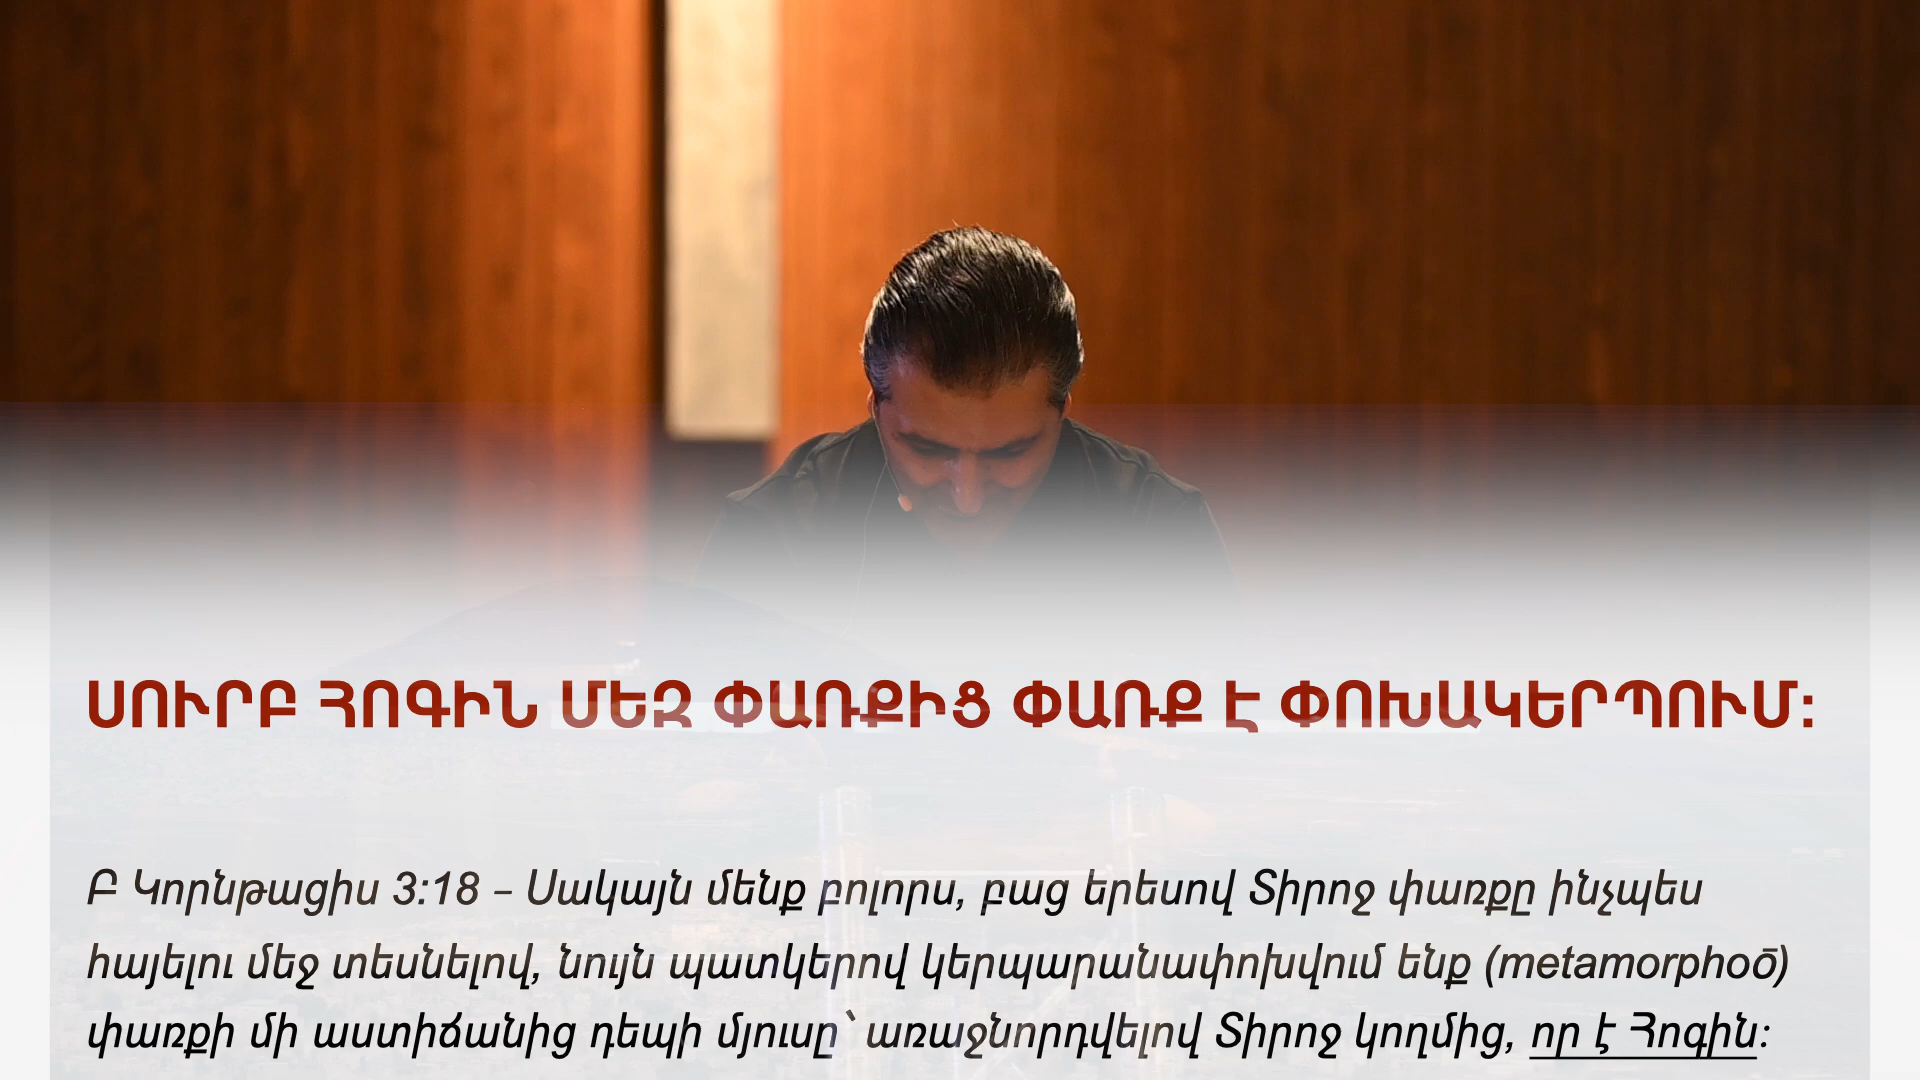 ՍՈՒՐԲ ՀՈԳԻՆ ՄԵԶ ՓԱՌՔԻՑ ՓԱՌՔ Է ՓՈԽԱԿԵՐՊՈՒՄ։
Բ Կորնթացիս 3:18 – Սակայն մենք բոլորս, բաց երեսով Տիրոջ փառքը ինչպես
հայելու մեջ տեսնելով, նույն պատկերով կերպարանափոխվում ենք (metamorphoō)
փառքի մի աստիճանից դեպի մյուսը՝ առաջնորդվելով Տիրոջ կողմից, որ է Հոգին։